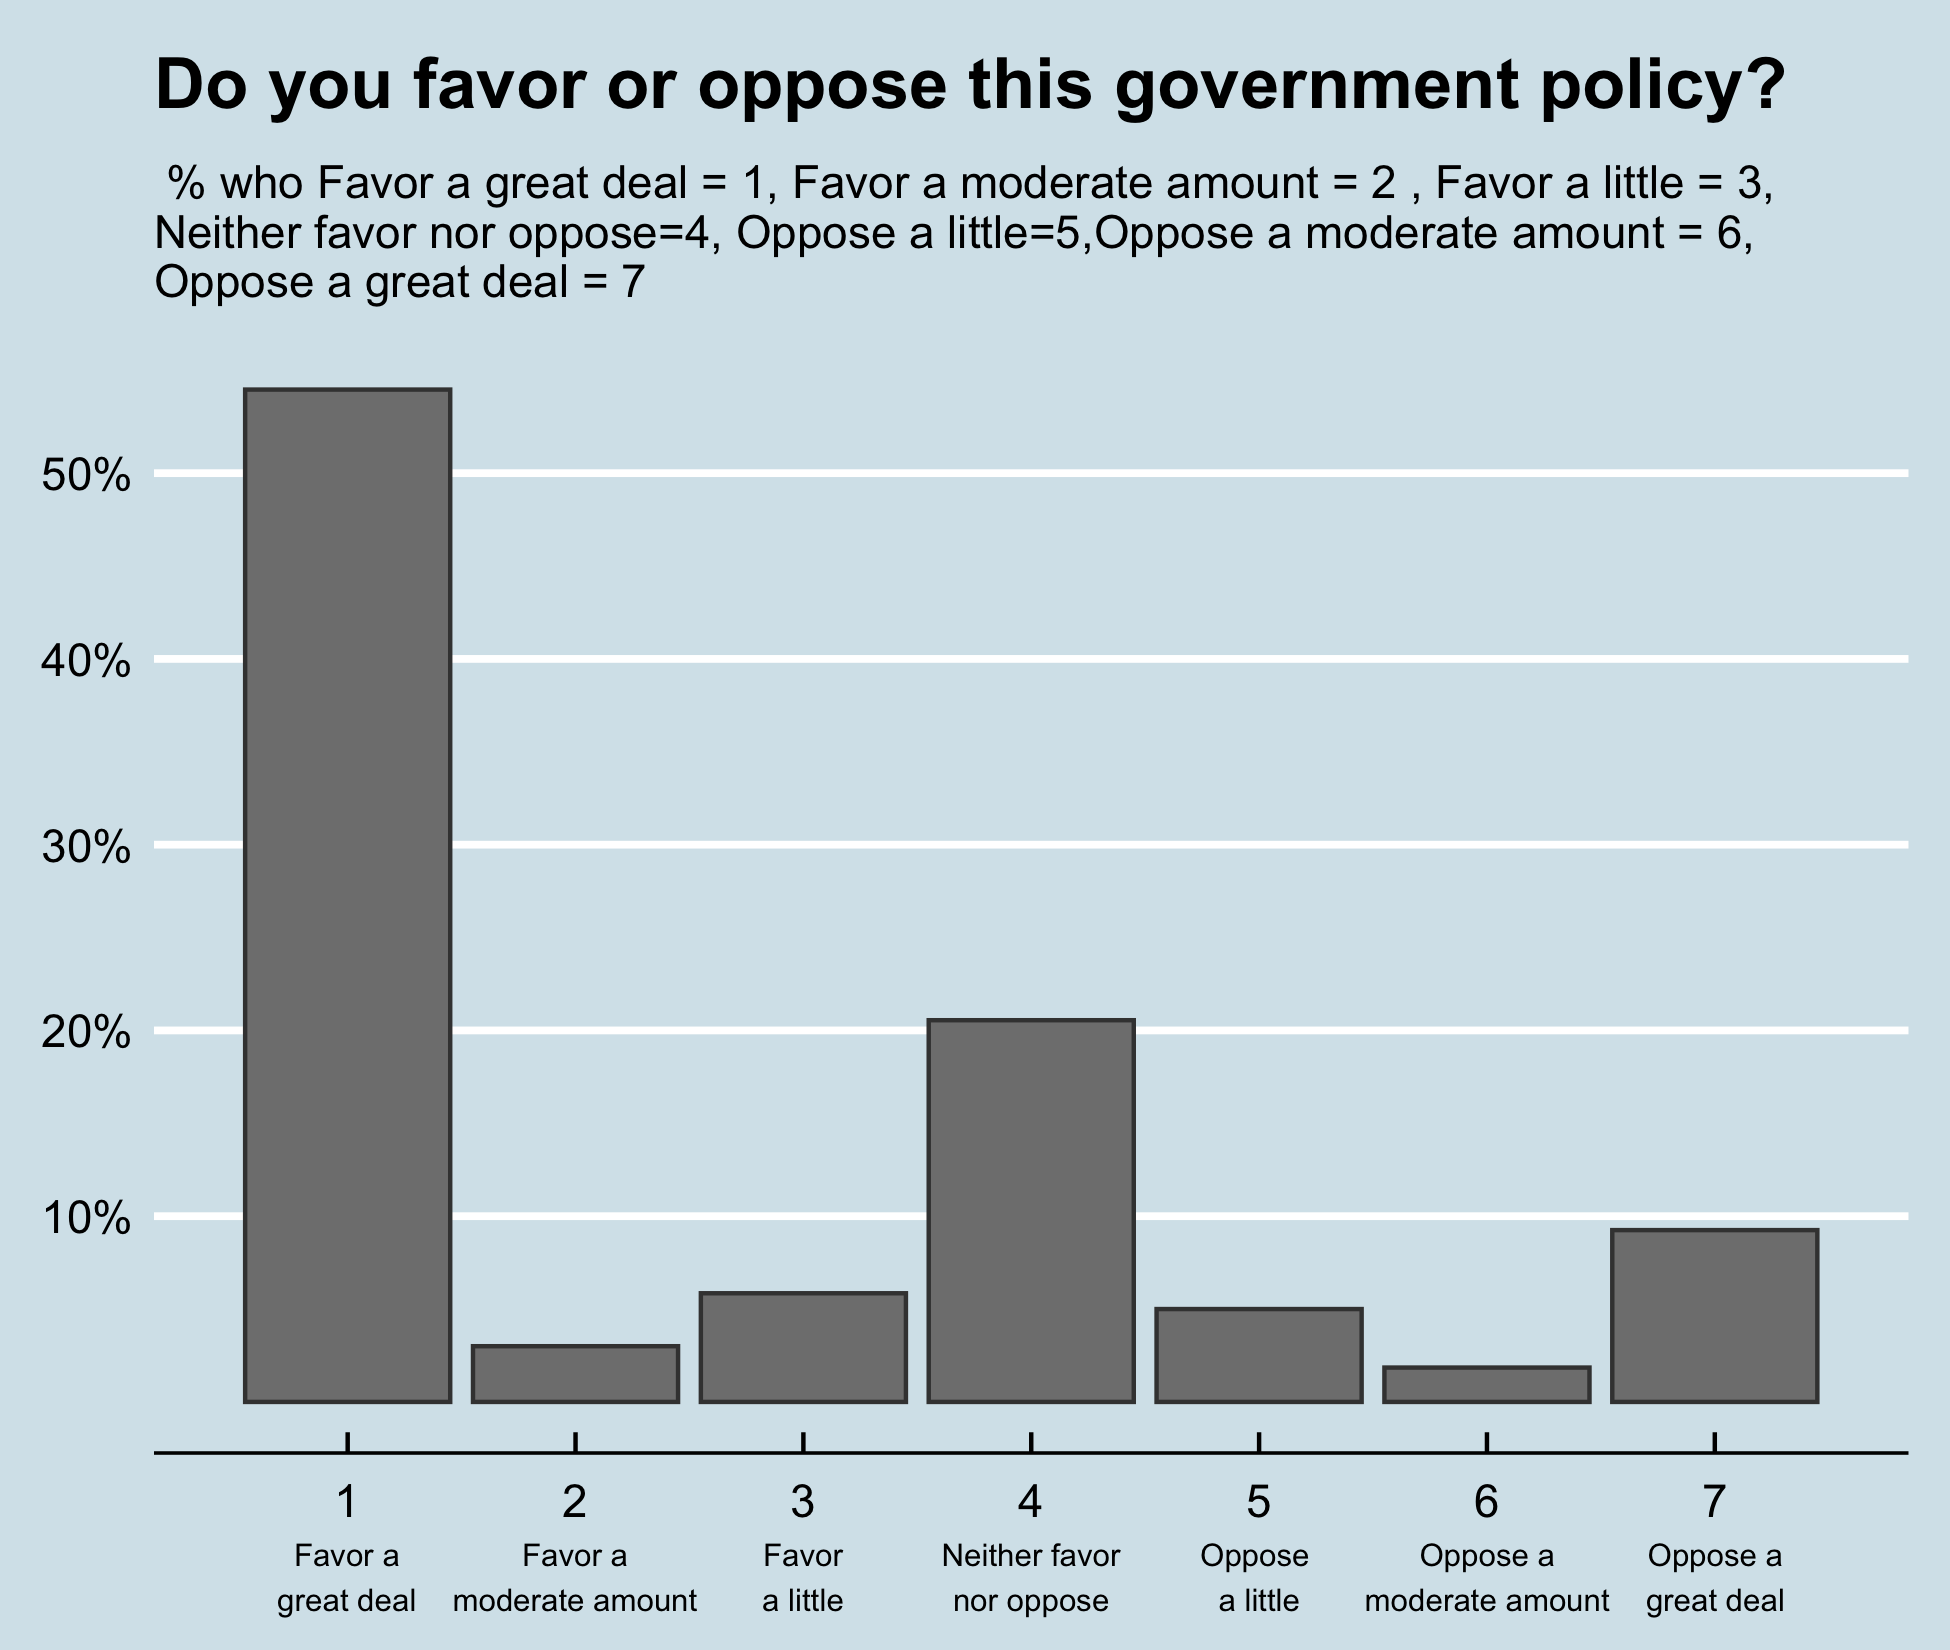 Do you favor or oppose this government policy?
% who Favor a great deal = 1, Favor a moderate amount = 2 , Favor a little = 3,
Neither favor nor oppose=4, Oppose a little=5,Oppose a moderate amount = 6,
Oppose a great deal = 7
50%
40%
30%
20%
10%
1 2 3 4 5 6 7
Favor a Favor a Favor Neither favor Oppose Oppose a Oppose a
great deal moderate amount a little nor oppose a little moderate amount great deal